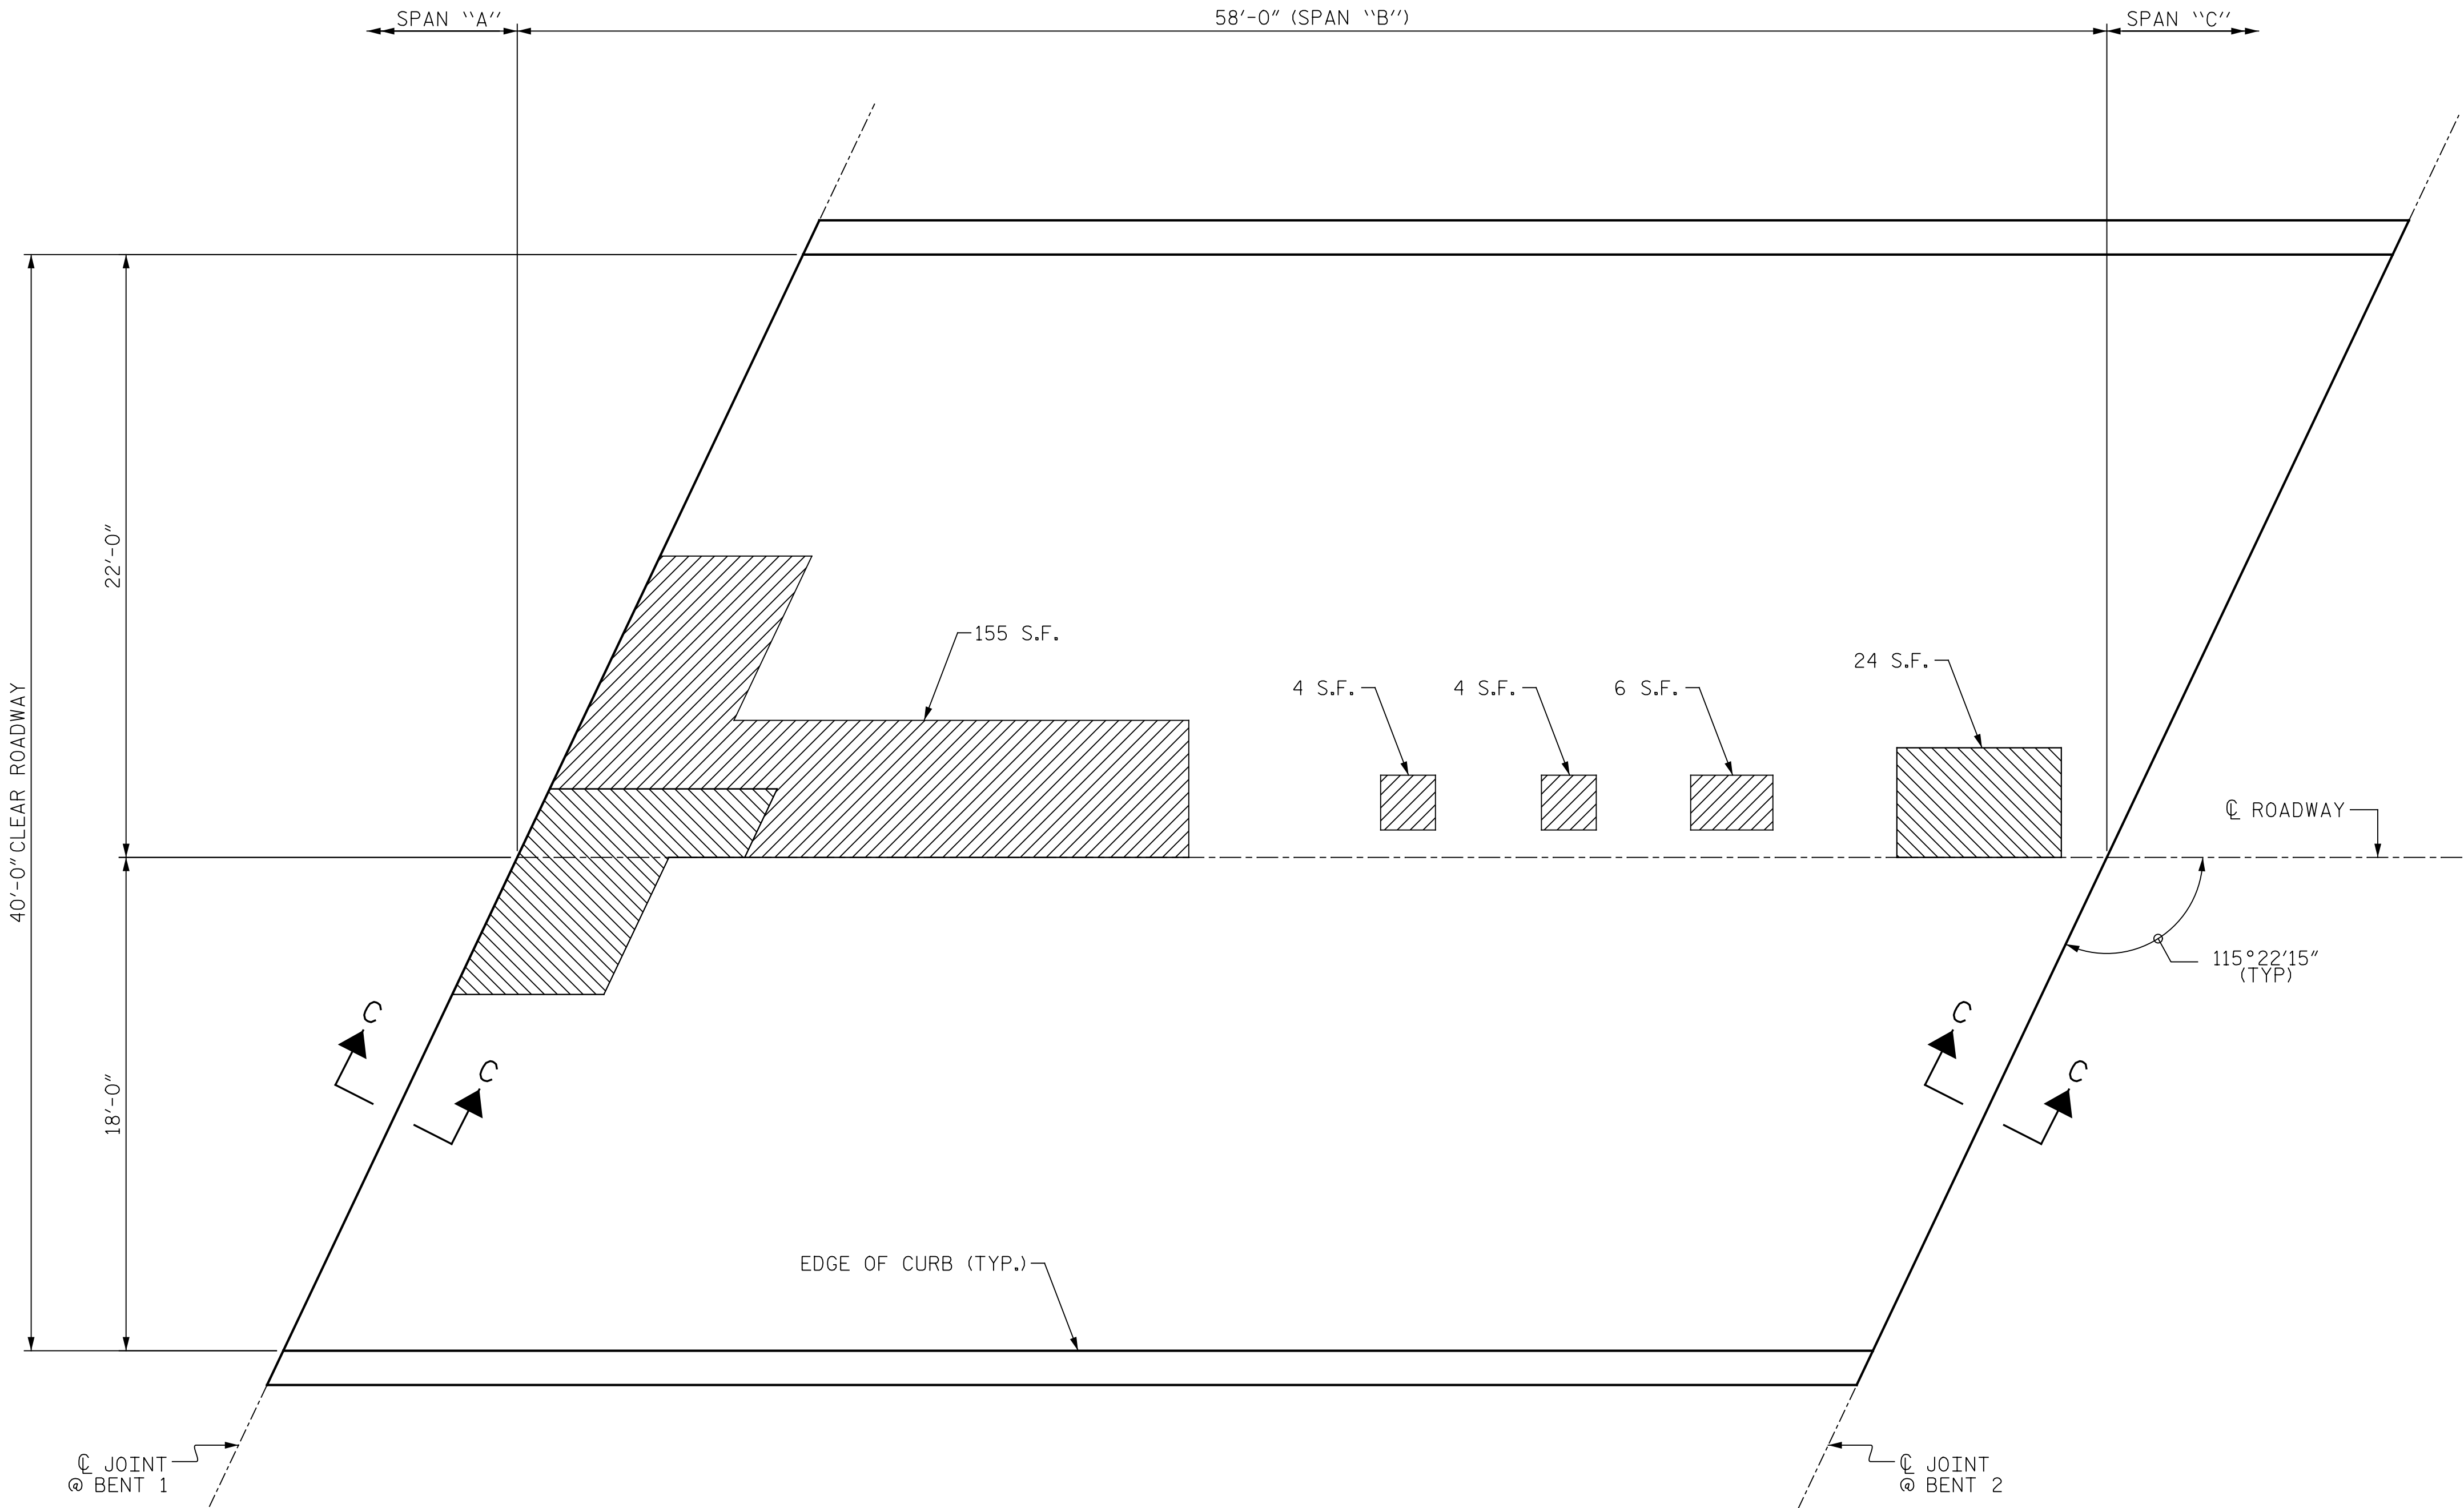 SPAN ``A''
58'-0" (SPAN ``B'')
SPAN ``C''
22'-0"
40'-0" CLEAR ROADWAY
18'-0"
155 S.F.
4 S.F.
4 S.F.
6 S.F.
24 S.F.
℄ ROADWAY
115°22'15"
(TYP)
C
C
C
C
EDGE OF CURB (TYP.)
℄ JOINT
@ BENT 1
℄ JOINT
@ BENT 2